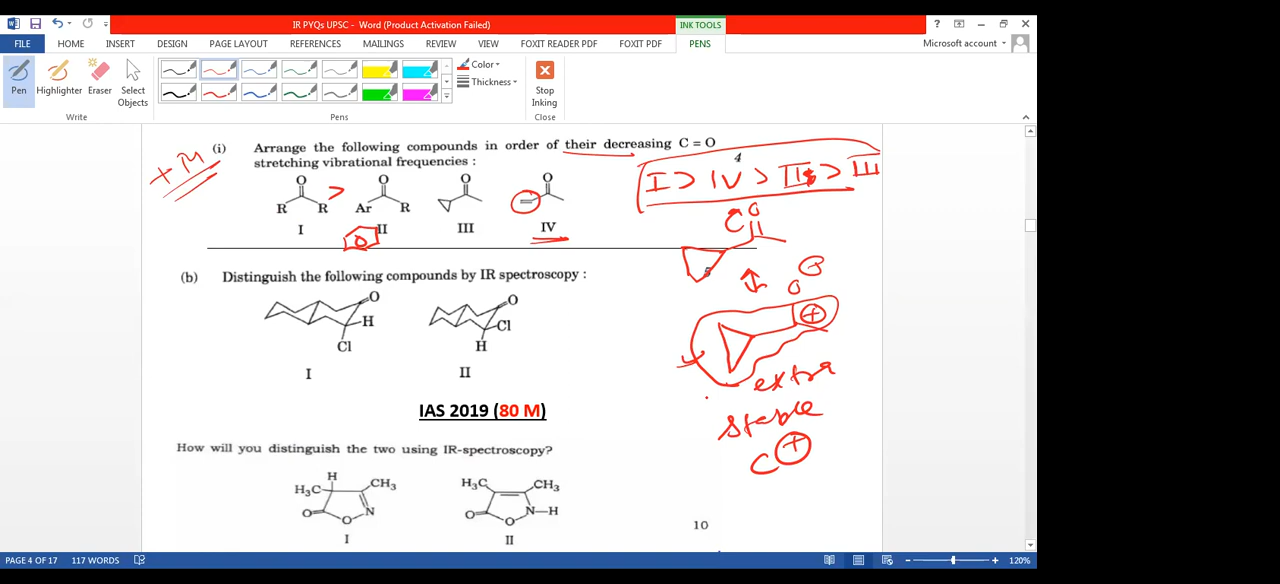 IR PYQs UPSC - Word (Product Activation Failed)
INK TOOLS
FILE HOME INSERT DESIGN PAGE LAYOUT REFERENCES MAILINGS REVIEW VIEW FOXIT READER PDF FOXIT PDF PENS
Microsoft account
Pen Highlighter Eraser Select Objects
Color
Thickness
Stop Inking
Write Pens Close
+M
(i) Arrange the following compounds in order of their decreasing C = O
stretching vibrational frequencies :
4
I > IV > II > III
O O O O
R R > Ar R
I II III IV
O
(b) Distinguish the following compounds by IR spectroscopy :
5
O H Cl
O Cl H
I II
⊖
O
⊕
extra
stable
C⊕
IAS 2019 (80 M)
How will you distinguish the two using IR-spectroscopy?
H
H₃C CH₃ H₃C CH₃
O O N O O N–H
I II
10
PAGE 4 OF 17 117 WORDS 120%